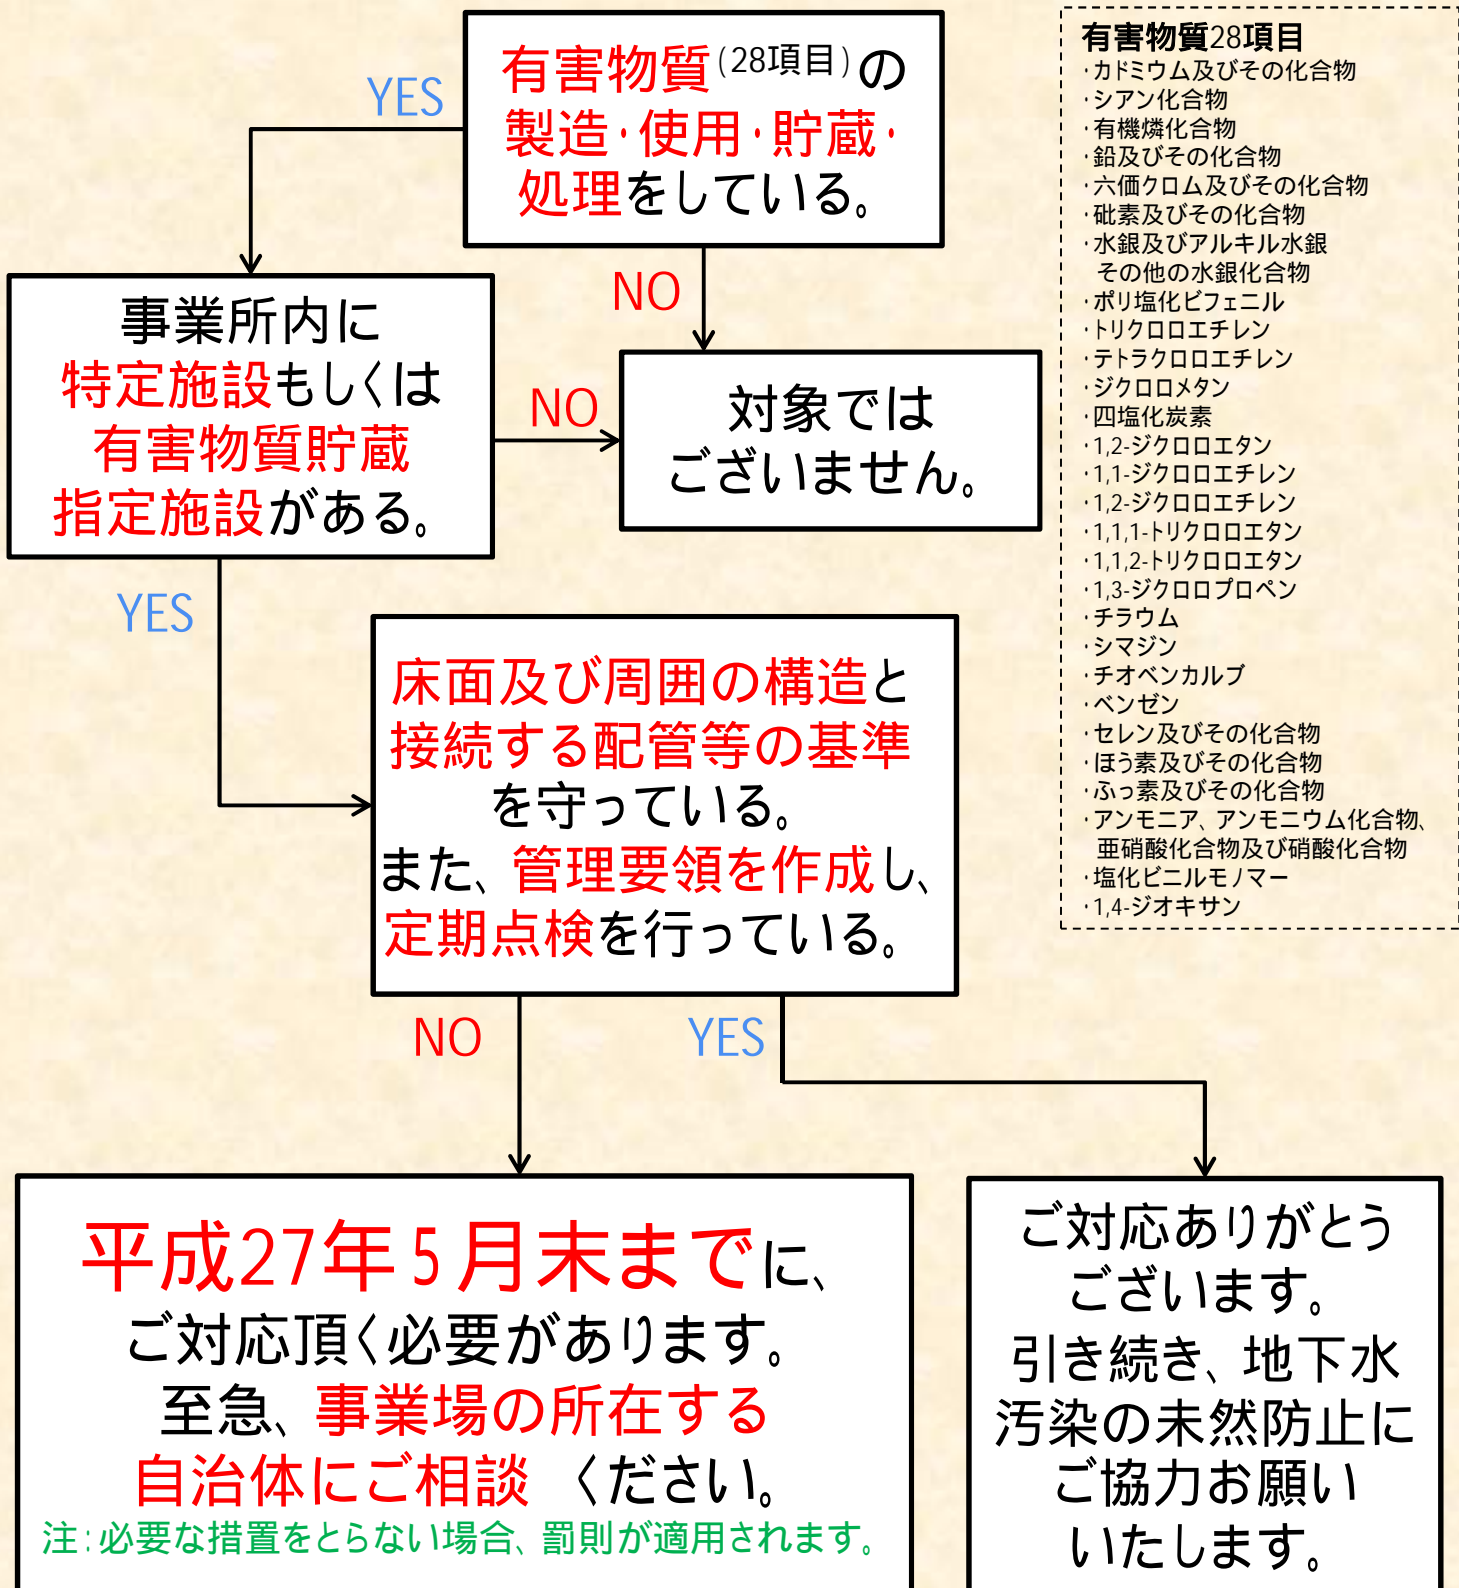 有害物質(28項目)の
製造・使用・貯蔵・
処理をしている。
YES
NO
事業所内に
特定施設もしくは
有害物質貯蔵
指定施設がある。
NO
対象では
ございません。
YES
床面及び周囲の構造と
接続する配管等の基準
を守っている。
また、管理要領を作成し、
定期点検を行っている。
NO
YES
平成27年5月末までに、
ご対応頂く必要があります。
至急、事業場の所在する
自治体にご相談 ください。
注:必要な措置をとらない場合、罰則が適用されます。
ご対応ありがとう
ございます。
引き続き、地下水
汚染の未然防止に
ご協力お願い
いたします。
有害物質28項目
・カドミウム及びその化合物
・シアン化合物
・有機燐化合物
・鉛及びその化合物
・六価クロム及びその化合物
・砒素及びその化合物
・水銀及びアルキル水銀
その他の水銀化合物
・ポリ塩化ビフェニル
・トリクロロエチレン
・テトラクロロエチレン
・ジクロロメタン
・四塩化炭素
・1,2-ジクロロエタン
・1,1-ジクロロエチレン
・1,2-ジクロロエチレン
・1,1,1-トリクロロエタン
・1,1,2-トリクロロエタン
・1,3-ジクロロプロペン
・チラウム
・シマジン
・チオベンカルブ
・ベンゼン
・セレン及びその化合物
・ほう素及びその化合物
・ふっ素及びその化合物
・アンモニア、アンモニウム化合物、
亜硝酸化合物及び硝酸化合物
・塩化ビニルモノマー
・1,4-ジオキサン